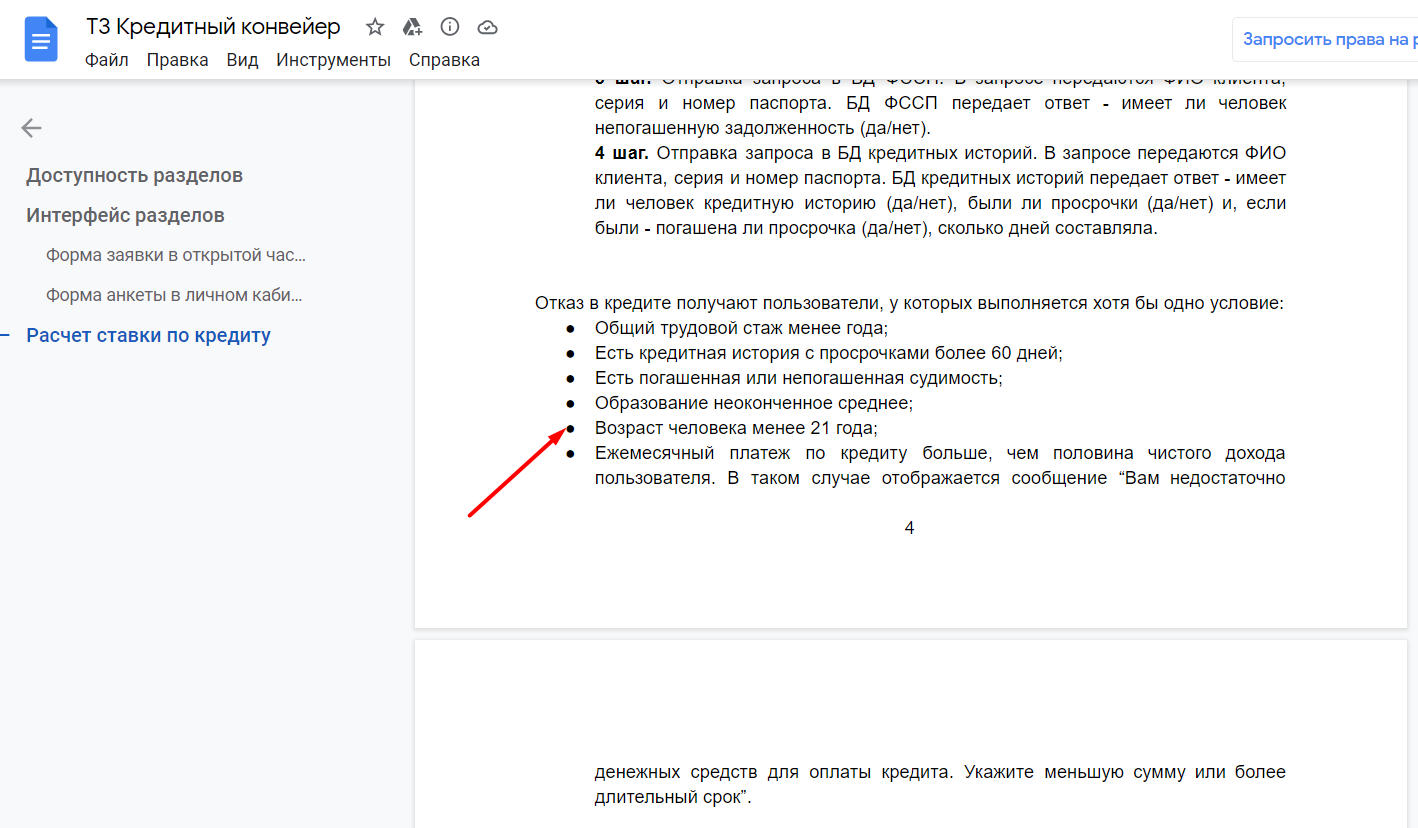 ТЗ Кредитный конвейер
Файл Правка Вид Инструменты Справка
Запросить права на
Доступность разделов
Интерфейс разделов
Форма заявки в открытой час...
Форма анкеты в личном каби...
Расчет ставки по кредиту
шаг. Отправка запроса в БД ФССП. В запросе передаются ФИО клиента,
серия и номер паспорта. БД ФССП передает ответ - имеет ли человек
непогашенную задолженность (да/нет).
4 шаг. Отправка запроса в БД кредитных историй. В запросе передаются ФИО
клиента, серия и номер паспорта. БД кредитных историй передает ответ - имеет
ли человек кредитную историю (да/нет), были ли просрочки (да/нет) и, если
были - погашена ли просрочка (да/нет), сколько дней составляла.
Отказ в кредите получают пользователи, у которых выполняется хотя бы одно условие:
● Общий трудовой стаж менее года;
● Есть кредитная история с просрочками более 60 дней;
● Есть погашенная или непогашенная судимость;
● Образование неоконченное среднее;
● Возраст человека менее 21 года;
● Ежемесячный платеж по кредиту больше, чем половина чистого дохода
пользователя. В таком случае отображается сообщение “Вам недостаточно
4
денежных средств для оплаты кредита. Укажите меньшую сумму или более
длительный срок”.